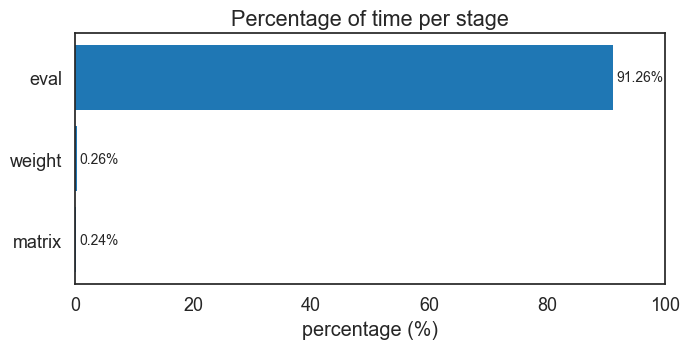 Percentage of time per stage
eval
91.26%
weight
0.26%
matrix
0.24%
0 20 40 60 80 100
percentage (%)